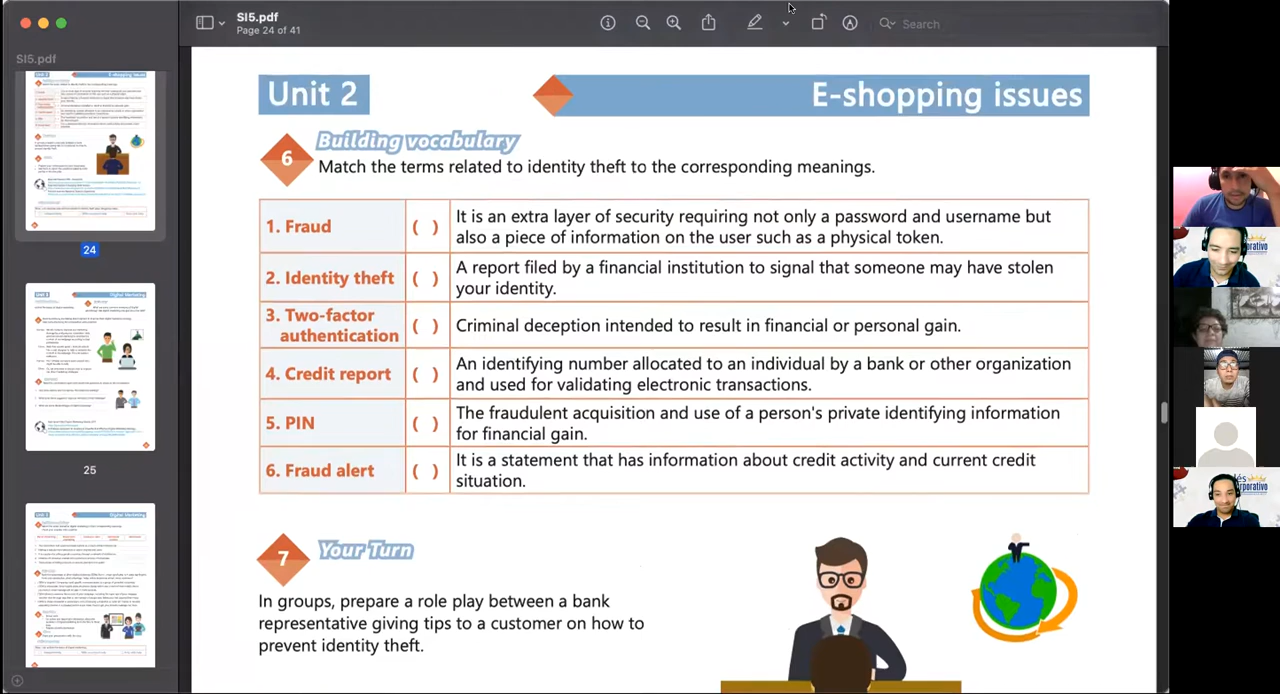 SI5.pdf
Page 24 of 41
Search
SI5.pdf
24
25
Unit 2
E-shopping issues
6
Building vocabulary
Mach the terms related to identity theft to the corresponding meanings.
1. Fraud
( )
It is an extra layer of security requiring not only a password and username but
also a piece of information on the user such as a physical token.
2. Identity theft
( )
A report filed by a financial institution to signal that someone may have stolen
your identity.
3. Two-factor
authentication
( )
Criminal deception intended to result in financial or personal gain.
4. Credit report
( )
An identifying number allocated to an individual by a bank or other organization
and used for validating electronic tranactions.
5. PIN
( )
The fraudulent acquisition and use of a person's private identifying information
for financial gain.
6. Fraud alert
( )
It is a statement that has information about credit activity and current credit
situation.
7
Your Turn
In group, prepare a role play between a bank
representative giving tips to a customer on how to
prevent identity theft.